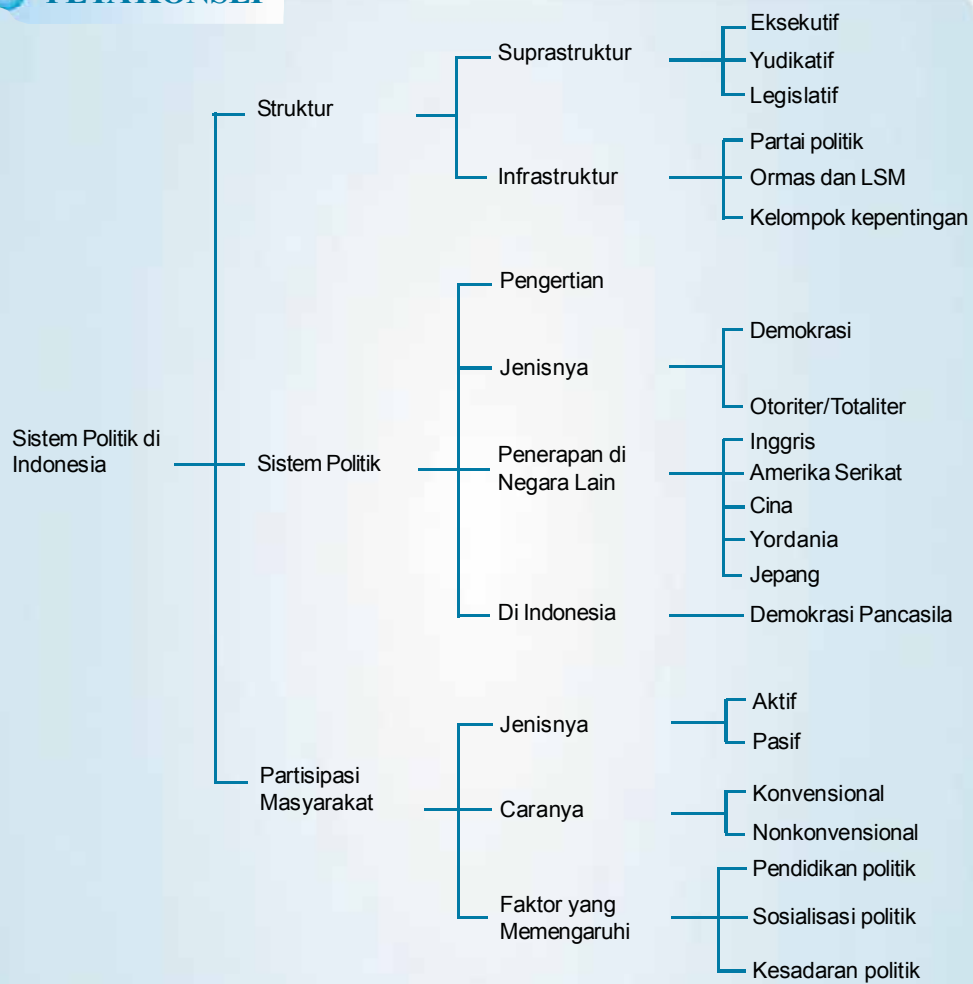 PETA KONSEP
Sistem Politik di
Indonesia
Struktur
Suprastruktur
Eksekutif
Yudikatif
Legislatif
Infrastruktur
Partai politik
Ormas dan LSM
Kelompok kepentingan
Sistem Politik
Pengertian
Jenisnya
Demokrasi
Otoriter/Totaliter
Penerapan di
Negara Lain
Inggris
Amerika Serikat
Cina
Yordania
Jepang
Di Indonesia
Demokrasi Pancasila
Partisipasi
Masyarakat
Jenisnya
Aktif
Pasif
Caranya
Konvensional
Nonkonvensional
Faktor yang
Memengaruhi
Pendidikan politik
Sosialisasi politik
Kesadaran politik